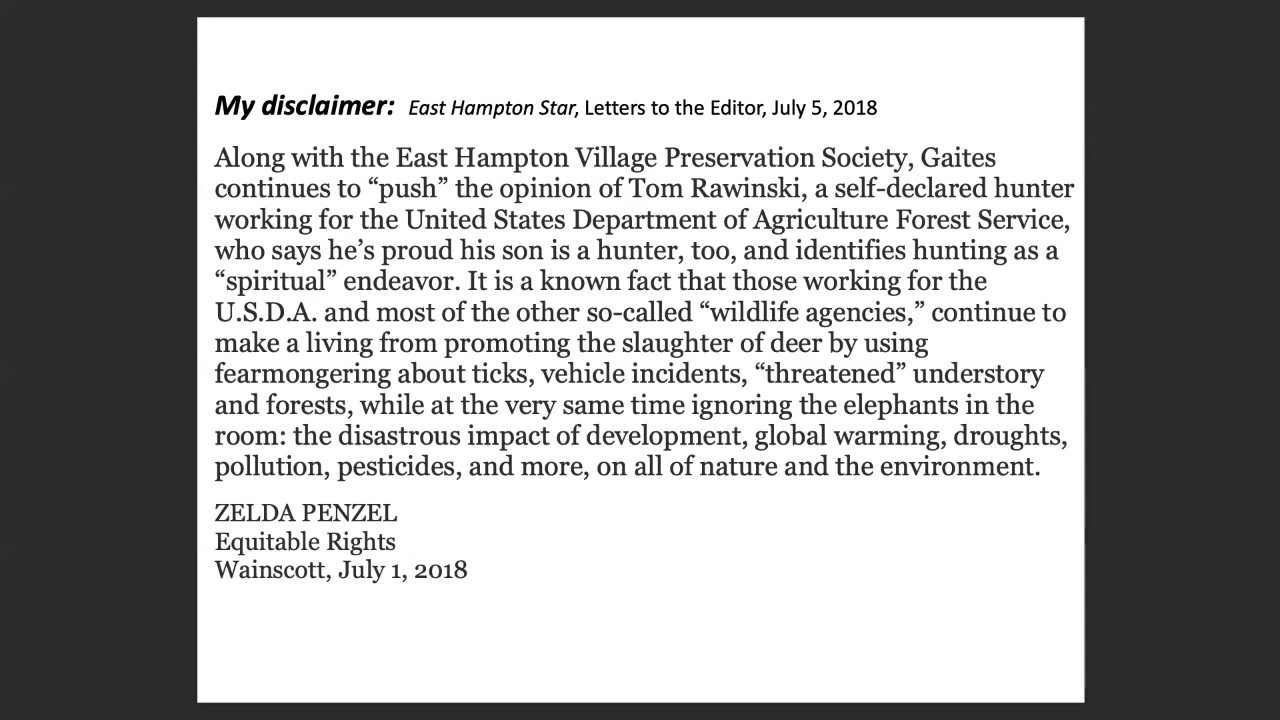 My disclaimer: East Hampton Star, Letters to the Editor, July 5, 2018
Along with the East Hampton Village Preservation Society, Gaites
continues to “push” the opinion of Tom Rawinski, a self-declared hunter
working for the United States Department of Agriculture Forest Service,
who says he’s proud his son is a hunter, too, and identifies hunting as a
“spiritual” endeavor. It is a known fact that those working for the
U.S.D.A. and most of the other so-called “wildlife agencies,” continue to
make a living from promoting the slaughter of deer by using
fearmongering about ticks, vehicle incidents, “threatened” understory
and forests, while at the very same time ignoring the elephants in the
room: the disastrous impact of development, global warming, droughts,
pollution, pesticides, and more, on all of nature and the environment.
ZELDA PENZEL
Equitable Rights
Wainscott, July 1, 2018